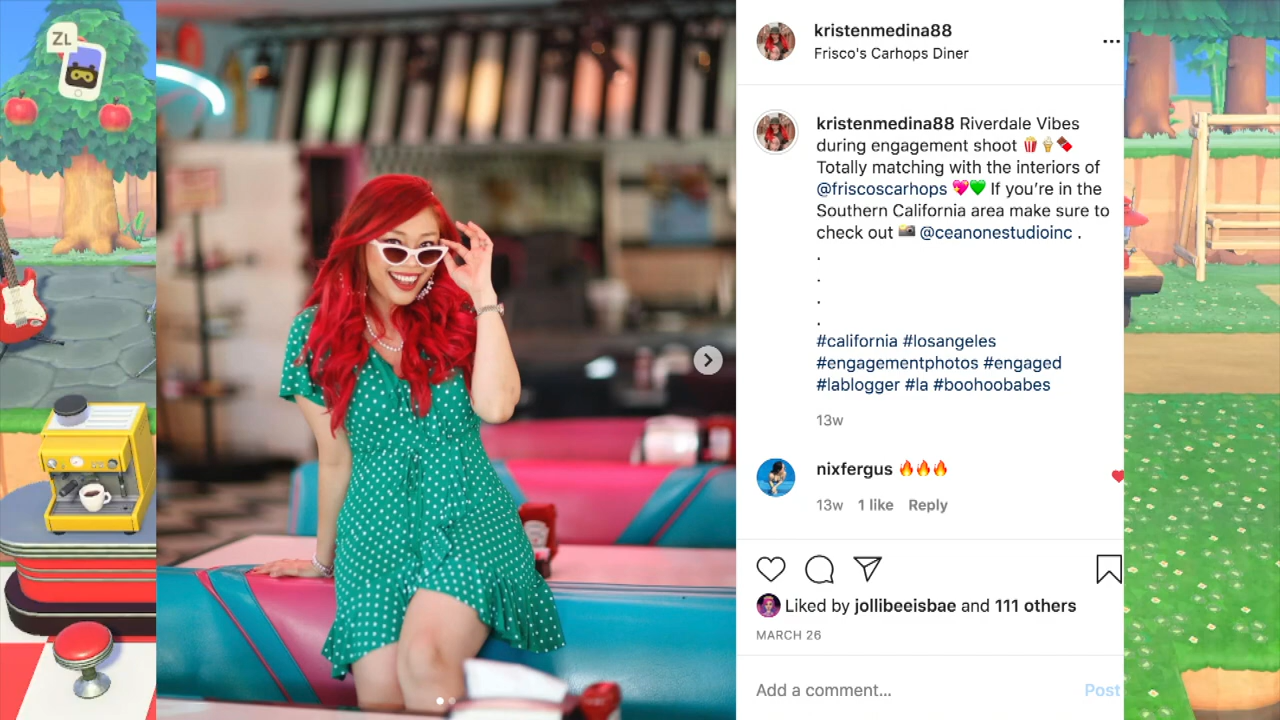 ZL
kristenmedina88
Frisco's Carhops Diner
kristenmedina88 Riverdale Vibes
during engagement shoot 🍿🍦🍫
Totally matching with the interiors of
@friscoscarhops 💖💚 If you’re in the
Southern California area make sure to
check out 📸 @ceanonestudioinc .
.
.
.
.
#california #losangeles
#engagementphotos #engaged
#lablogger #la #boohoobabes
13w
nixfergus 🔥🔥🔥
13w 1 like Reply
Liked by jollibeeisbae and 111 others
MARCH 26
Add a comment... Post